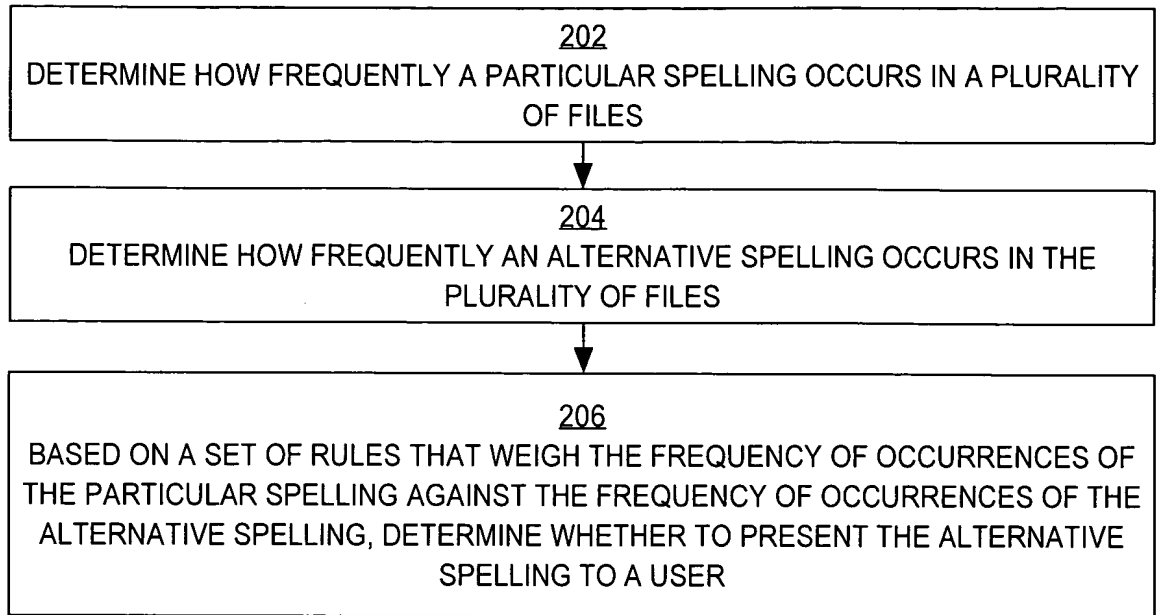 202
DETERMINE HOW FREQUENTLY A PARTICULAR SPELLING OCCURS IN A PLURALITY
OF FILES
204
DETERMINE HOW FREQUENTLY AN ALTERNATIVE SPELLING OCCURS IN THE
PLURALITY OF FILES
206
BASED ON A SET OF RULES THAT WEIGH THE FREQUENCY OF OCCURRENCES OF
THE PARTICULAR SPELLING AGAINST THE FREQUENCY OF OCCURRENCES OF THE
ALTERNATIVE SPELLING, DETERMINE WHETHER TO PRESENT THE ALTERNATIVE
SPELLING TO A USER